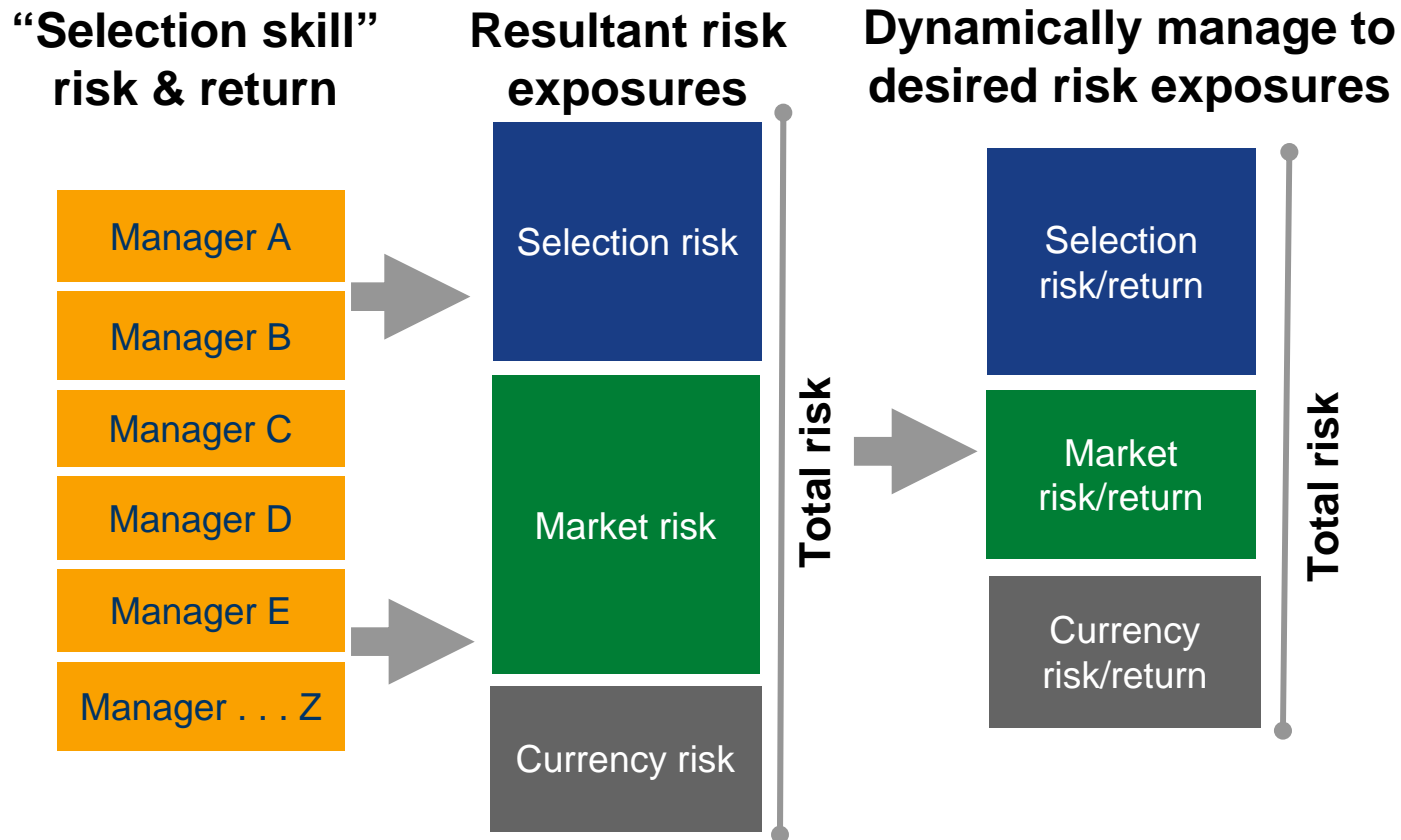 “Selection skill”
risk & return
Manager A
Manager B
Manager C
Manager D
Manager E
Manager . . . Z
Resultant risk
exposures
Selection risk
Market risk
Currency risk
Total risk
Dynamically manage to
desired risk exposures
Selection
risk/return
Market
risk/return
Currency
risk/return
Total risk